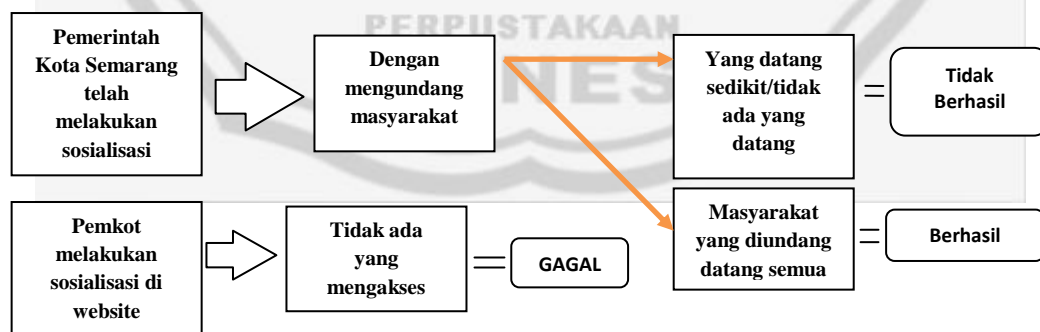 PERPUSTAKAAN
Pemerintah
Kota Semarang
telah
melakukan
sosialisasi
Dengan
mengundang
masyarakat
Yang datang
sedikit/tidak
ada yang
datang
=
Tidak
Berhasil
Masyarakat
yang diundang
datang semua
=
Berhasil
Pemkot
melakukan
sosialisasi di
website
Tidak ada
yang
mengakses
=
GAGAL